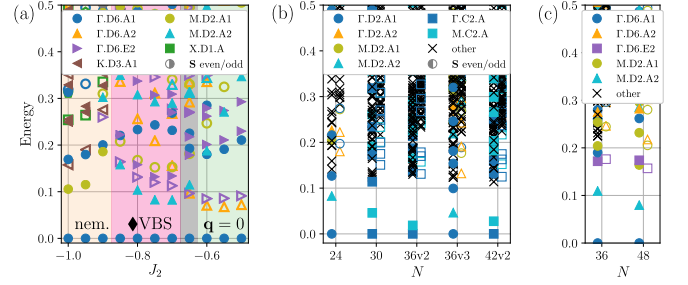 (a)
0.5
0.4
0.3
0.2
0.1
0.0
Energy
Γ.D6.A1
Γ.D6.A2
Γ.D6.E2
K.D3.A1
M.D2.A1
M.D2.A2
X.D1.A
S even/odd
nem.
♦VBS
q = 0
−1.0
−0.8
−0.6
J2
(b)
0.5
0.4
0.3
0.2
0.1
0.0
Γ.D2.A1
Γ.D2.A2
M.D2.A1
M.D2.A2
Γ.C2.A
M.C2.A
other
S even/odd
24
30
36v2
36v3
42v2
N
(c)
0.5
0.4
0.3
0.2
0.1
0.0
Γ.D6.A1
Γ.D6.A2
Γ.D6.E2
M.D2.A1
M.D2.A2
other
36
48
N